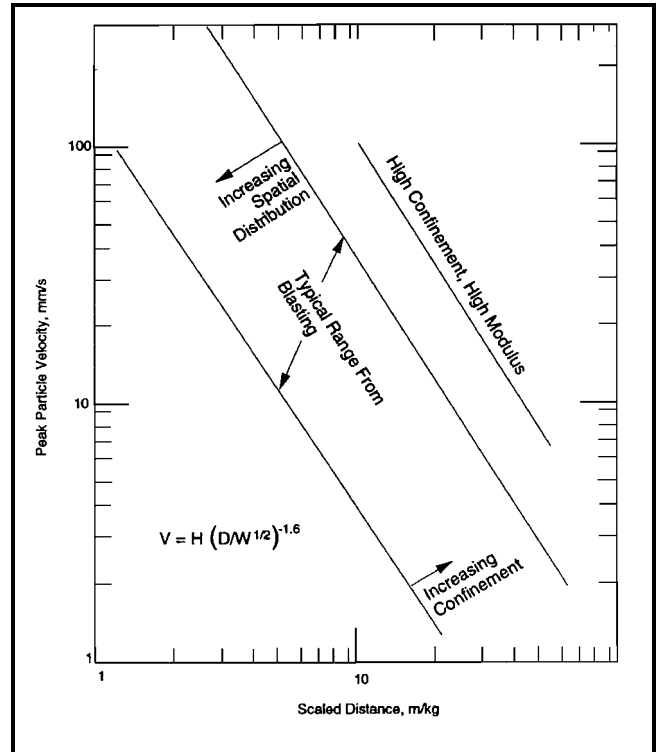 100
10
1
1
10
Peak Particle Velocity, mm/s
Scaled Distance, m/kg
Increasing
Spatial
Distribution
Typical Range From
Blasting
High Confinement, High Modulus
V = H (D/W^1/2)^-1.6
Increasing
Confinement